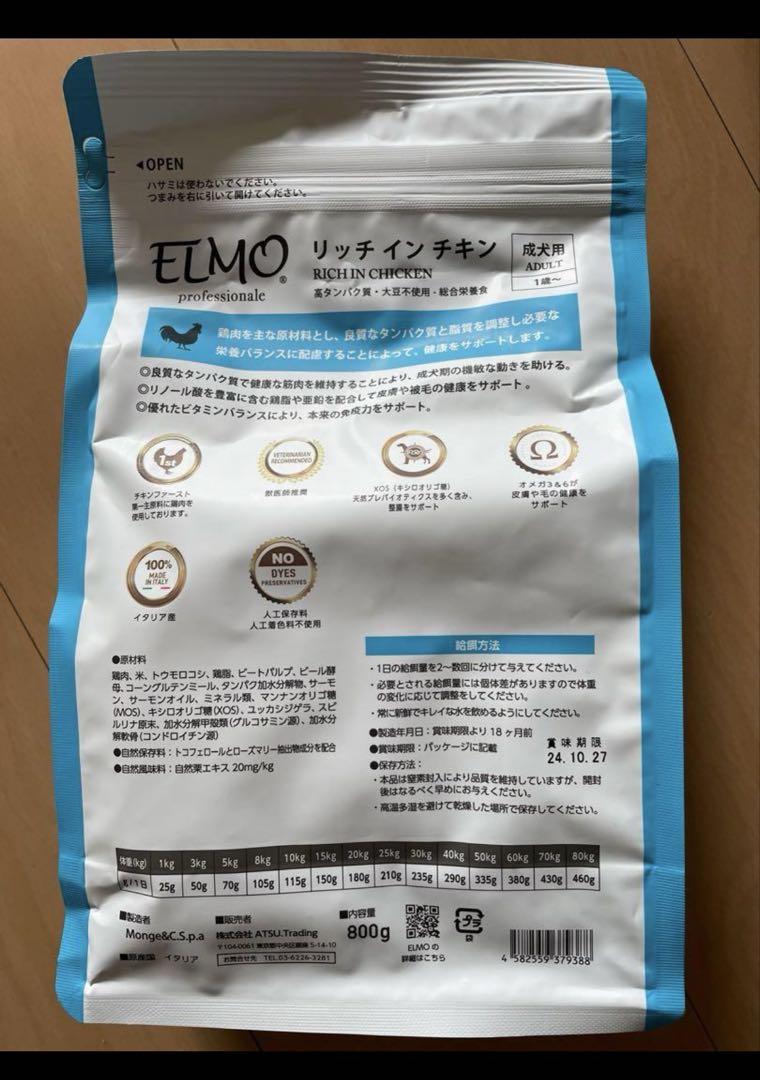 ◀OPEN
ハサミは使わないでください。
つまみを右に引いて開けてください。
ELMO®
professionale
リッチ イン チキン
RICH IN CHICKEN
成犬用
ADULT
1歳〜
高タンパク質・大豆不使用・総合栄養食
鶏肉を主な原材料とし、良質なタンパク質と脂質を調整し必要な
栄養バランスに配慮することによって、健康をサポートします。
◎良質なタンパク質で健康な筋肉を維持することにより、成犬期の機敏な動きを助ける。
◎リノール酸を豊富に含む鶏脂や亜鉛を配合して皮膚や被毛の健康をサポート。
◎優れたビタミンバランスにより、本来の免疫力をサポート。
1st
チキンファースト
第一主原料に鶏肉を
使用しております。
VETERINARIAN
RECOMMENDED
獣医師推奨
XOS（キシロオリゴ糖）
天然プレバイオティクスを多く含み、
整腸をサポート
Ω
オメガ3&6が
皮膚や毛の健康を
サポート
100%
MADE
IN ITALY
イタリア産
NO
DYES
PRESERVATIVES
人工保存料
人工着色料不使用
●原材料
鶏肉、米、トウモロコシ、鶏脂、ビートパルプ、ビール酵
母、コーングルテンミール、タンパク加水分解物、サーモ
ン、サーモンオイル、ミネラル類、マンナンオリゴ糖
(MOS)、キシロオリゴ糖(XOS)、ユッカシジゲラ、スピ
ルリナ原末、加水分解甲殻類(グルコサミン源)、加水分
解軟骨(コンドロイチン源)
●自然保存料：トコフェロールとローズマリー抽出物成分を配合
●自然風味料：自然栗エキス 20mg/kg
給餌方法
・1日の給餌量を2〜数回に分けて与えてください。
・必要とされる給餌量には個体差がありますので体重
の変化に応じて調整をしてください。
・常に新鮮でキレイな水を飲めるようにしてください。
●製造年月日：賞味期限より18ヶ月前
●賞味期限：パッケージに記載
賞味期限
24.10.27
●保存方法：
・本品は窒素封入により品質を維持していますが、開封
後はなるべく早めにお与えください。
・高温多湿を避けて乾燥した場所で保存してください。
体重(kg) 1kg 3kg 5kg 8kg 10kg 15kg 20kg 25kg 30kg 40kg 50kg 60kg 70kg 80kg
g/1日 25g 50g 70g 105g 115g 150g 180g 210g 235g 290g 335g 380g 430g 460g
■製造者
Monge&C.S.p.a
■原産国 イタリア
■販売者
株式会社 ATSU.Trading
〒104-0061 東京都中央区銀座 5-14-10
お問合せ先 TEL.03-6226-3281
■内容量
800g
ELMOの
詳細はこちら
プラ
袋
4 582559 379388